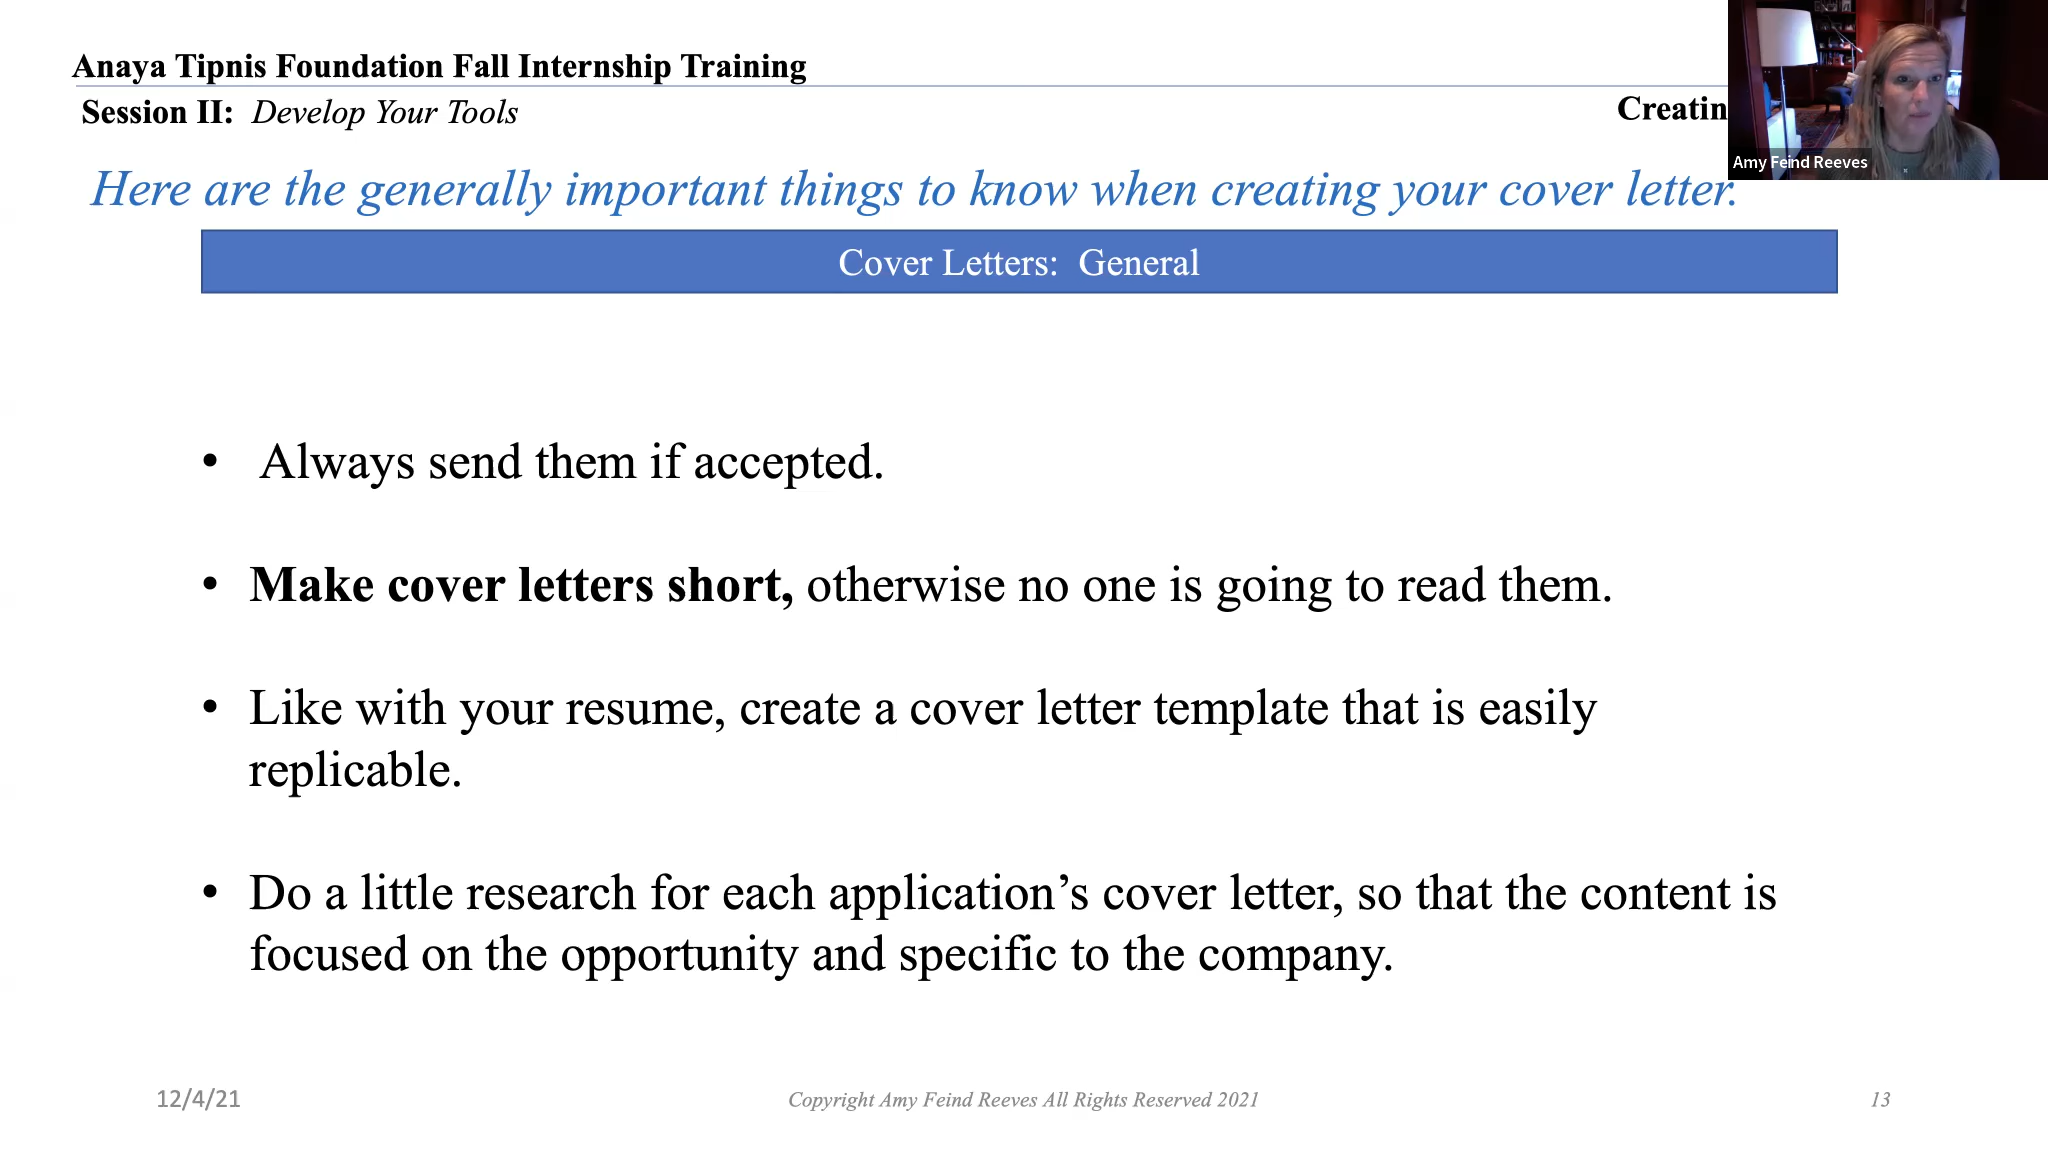 Anaya Tipnis Foundation Fall Internship Training
Session II: Develop Your Tools
Creatin
Amy Feind Reeves
Here are the generally important things to know when creating your cover letter.
Cover Letters: General
• Always send them if accepted.
• Make cover letters short, otherwise no one is going to read them.
• Like with your resume, create a cover letter template that is easily
replicable.
• Do a little research for each application’s cover letter, so that the content is
focused on the opportunity and specific to the company.
12/4/21
Copyright Amy Feind Reeves All Rights Reserved 2021
13